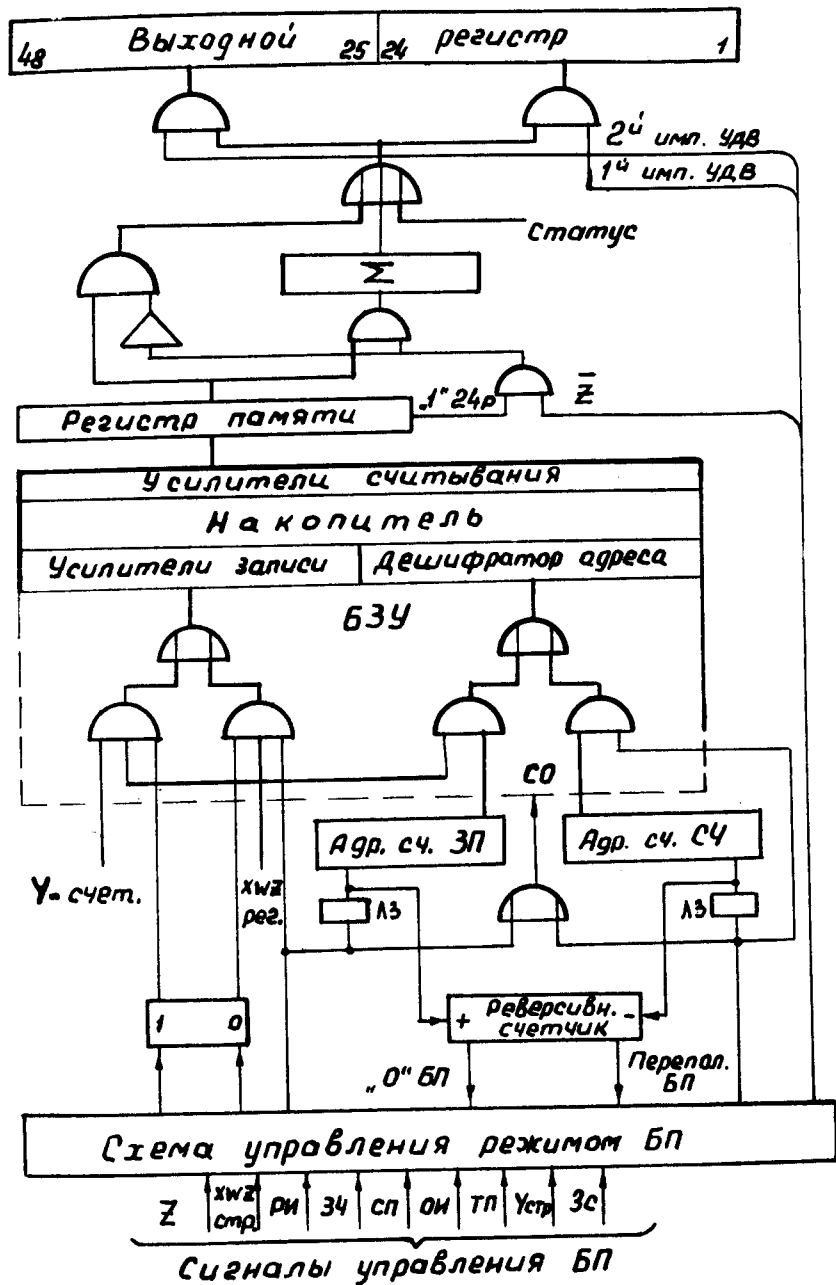 48 Выходной 25 24 регистр 1
2й имп. УДВ
1й имп. УДВ
Статус
Σ
Регистр памяти
„1" 24р
Z̅
Усилители считывания
Накопитель
Усилители записи
Дешифратор адреса
БЗУ
СО
Адр. сч. ЗП
Адр. сч. СЧ
Y- счет.
XWZ
рег.
ЛЗ
ЛЗ
1 0
+ Реверсивн. -
счетчик
„0" БП
Перепол.
БП
Схема управления режимом БП
Z
XWZ
стр.
РИ
ЗЧ
СП
ОИ
ТП
Yстр
ЗС
Сигналы управления БП